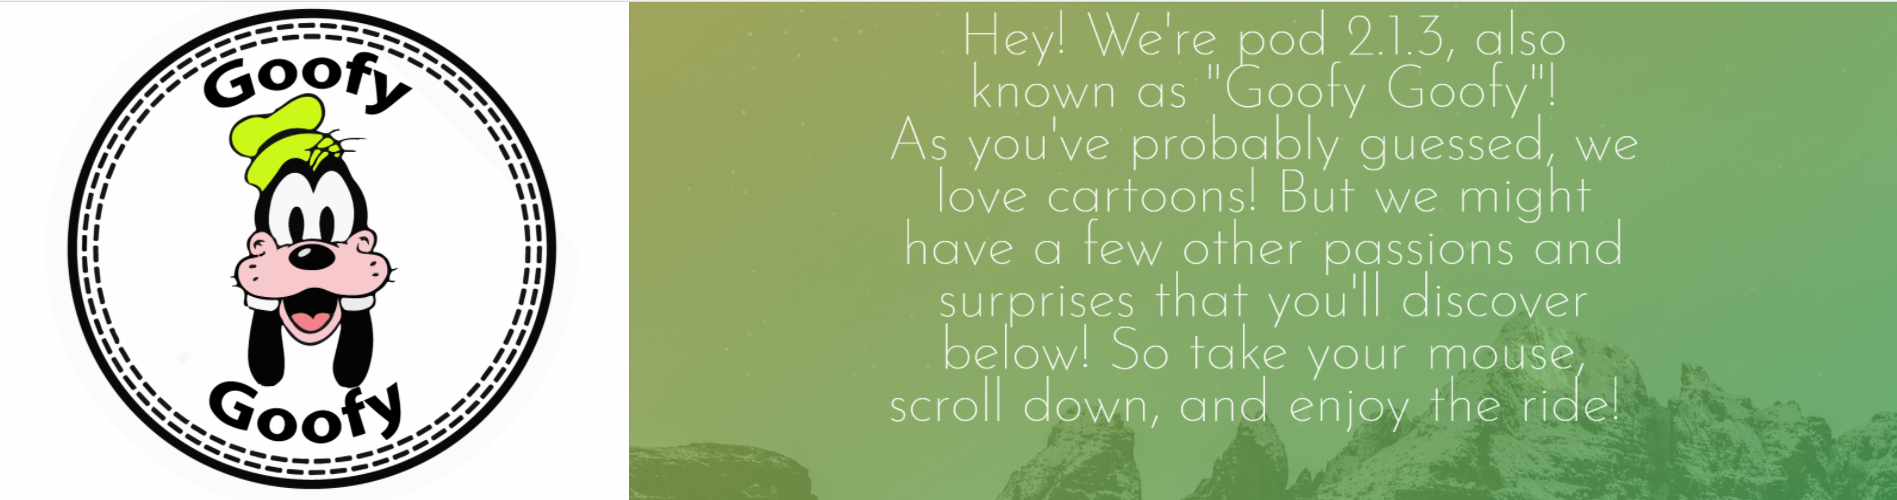 Goofy
Goofy
Hey! We're pod 2.1.3, also
known as "Goofy Goofy"!
As you've probably guessed, we
love cartoons! But we might
have a few other passions and
surprises that you'll discover
below! So take your mouse,
scroll down, and enjoy the ride!